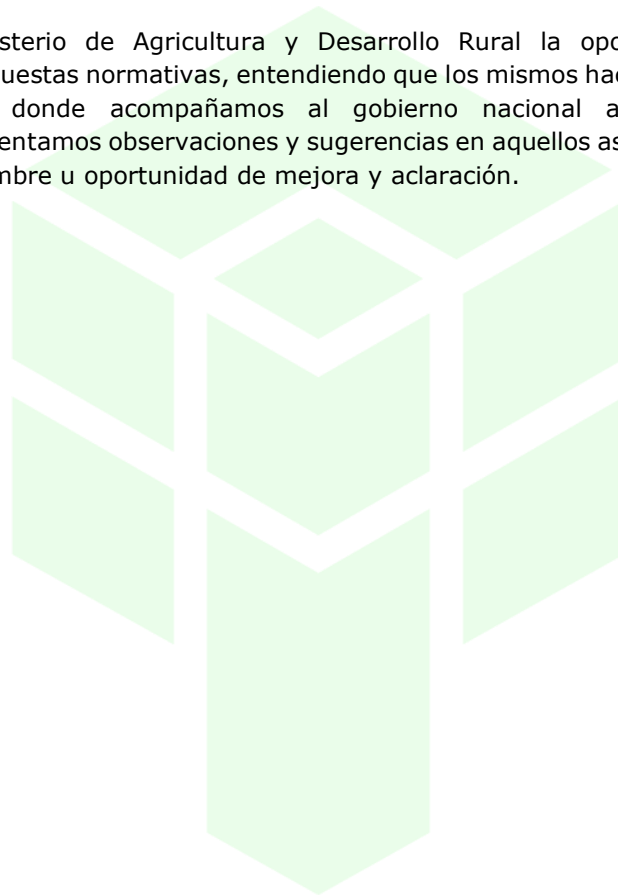 sterio de Agricultura y Desarrollo Rural la opo
uestas normativas, entendiendo que los mismos hac
donde acompañamos al gobierno nacional a
entamos observaciones y sugerencias en aquellos as
mbre u oportunidad de mejora y aclaración.